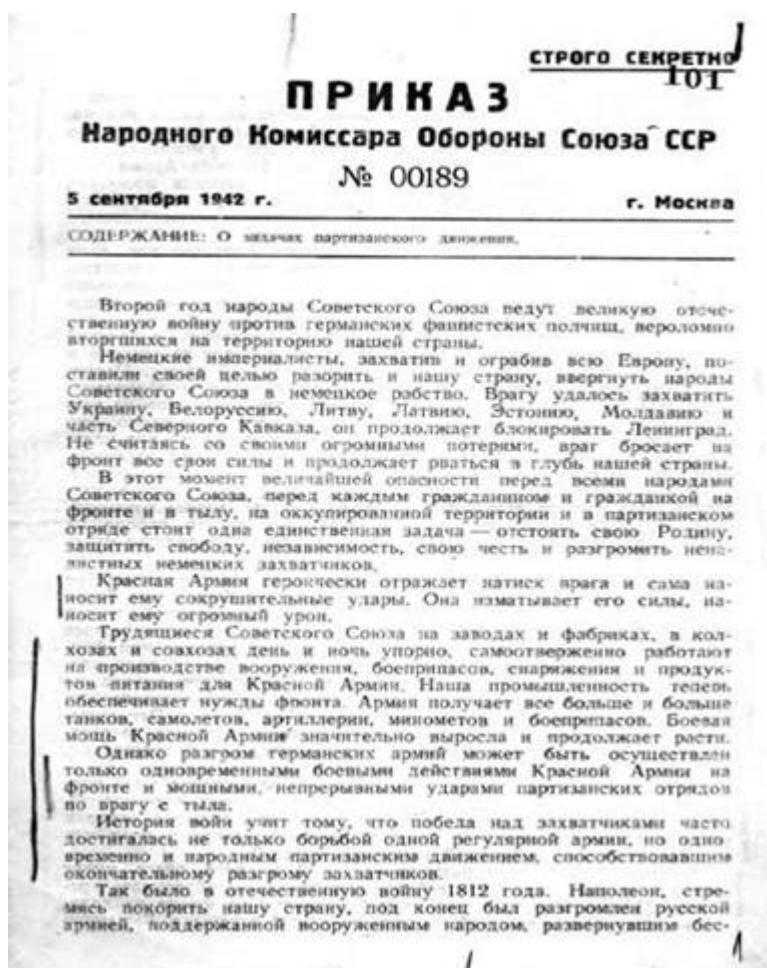 СТРОГО СЕКРЕТНО
101
ПРИКАЗ
Народного Комиссара Обороны Союза ССР
№ 00189
5 сентября 1942 г. г. Москва
СОДЕРЖАНИЕ: О задачах партизанского движения.
Второй год народы Советского Союза ведут великую отече-
ственную войну против германских фашистских полчищ, вероломно
вторгшихся на территорию нашей страны.
Немецкие империалисты, захватив и ограбив всю Европу, по-
ставили своей целью разорить и нашу страну, ввергнуть народы
Советского Союза в немецкое рабство. Врагу удалось захватить
Украину, Белоруссию, Литву, Латвию, Эстонию, Молдавию и
часть Северного Кавказа, он продолжает блокировать Ленинград.
Не считаясь со своими огромными потерями, враг бросает на
фронт все свои силы и продолжает рваться в глубь нашей страны.
В этот момент величайшей опасности перед всеми народами
Советского Союза, перед каждым гражданином и гражданкой на
фронте и в тылу, на оккупированной территории и в партизанском
отряде стоит одна единственная задача — отстоять свою Родину,
защитить свободу, независимость, свою честь и разгромить нена-
вистных немецких захватчиков.
Красная Армия героически отражает натиск врага и сама на-
носит ему сокрушительные удары. Она изматывает его силы, на-
носит ему огромный урон.
Трудящиеся Советского Союза на заводах и фабриках, в кол-
хозах и совхозах день и ночь упорно, самоотверженно работают
на производстве вооружения, боеприпасов, снаряжения и продук-
тов питания для Красной Армии. Наша промышленность теперь
обеспечивает нужды фронта. Армия получает все больше и больше
танков, самолетов, артиллерии, минометов и боеприпасов. Боевая
мощь Красной Армии значительно выросла и продолжает расти.
Однако разгром германских армий может быть осуществлен
только одновременными боевыми действиями Красной Армии на
фронте и мощными, непрерывными ударами партизанских отрядов
по врагу с тыла.
История войн учит тому, что победа над захватчиками часто
достигалась не только борьбой одной регулярной армии, но одно
временно и народным партизанским движением, способствовавшим
окончательному разгрому захватчиков.
Так было в отечественную войну 1812 года. Наполеон, стре-
мясь покорить нашу страну, под конец был разгромлен русской
армией, поддержанной вооруженным народом, развернувшим бес-